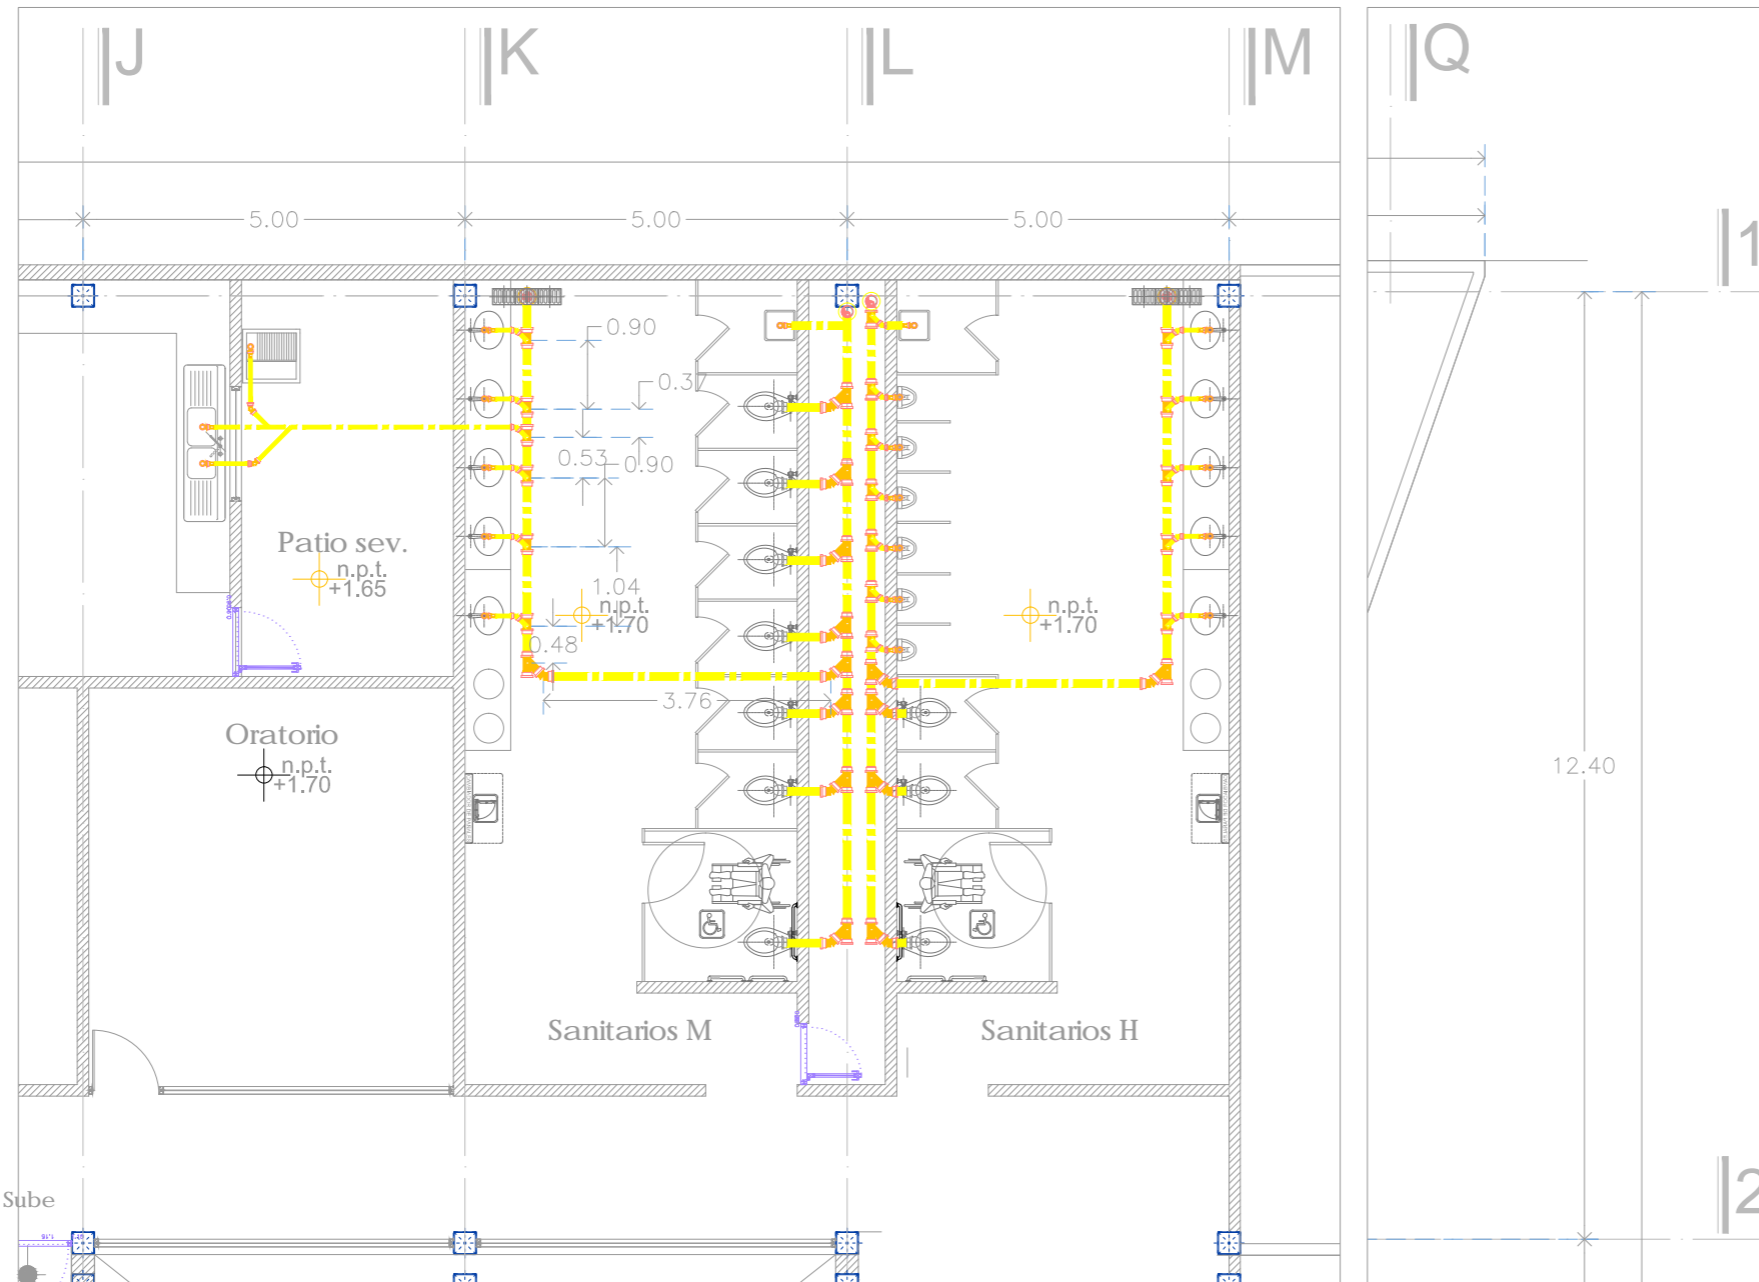 J
K
L
M
Q
5.00
5.00
5.00
1
0.90
0.37
0.53
0.90
Patio sev.
n.p.t.
+1.65
1.04
n.p.t.
+1.70
n.p.t.
+1.70
0.48
3.76
Oratorio
n.p.t.
+1.70
12.40
Sanitarios M
Sanitarios H
Sube
1.15
2